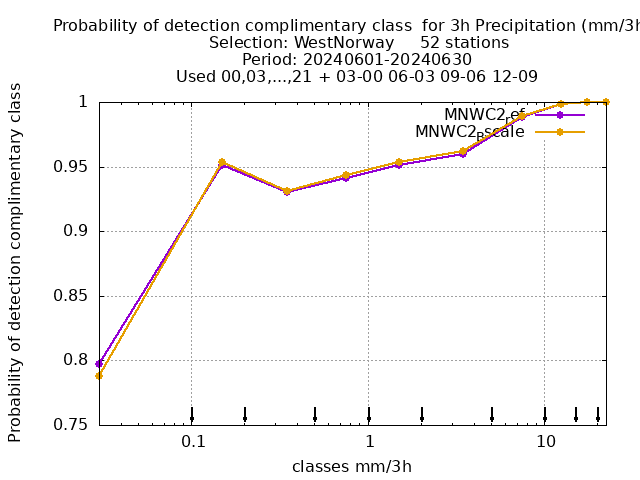 Probability of detection complimentary class  for 3h Precipitation (mm/3h
Selection: WestNorway     52 stations
Period: 20240601-20240630
Used 00,03,...,21 + 03-00 06-03 09-06 12-09
MNWC2ref
MNWC2Rscale
1
0.95
0.9
0.85
0.8
0.75
0.1
1
10
Probability of detection complimentary class
classes mm/3h